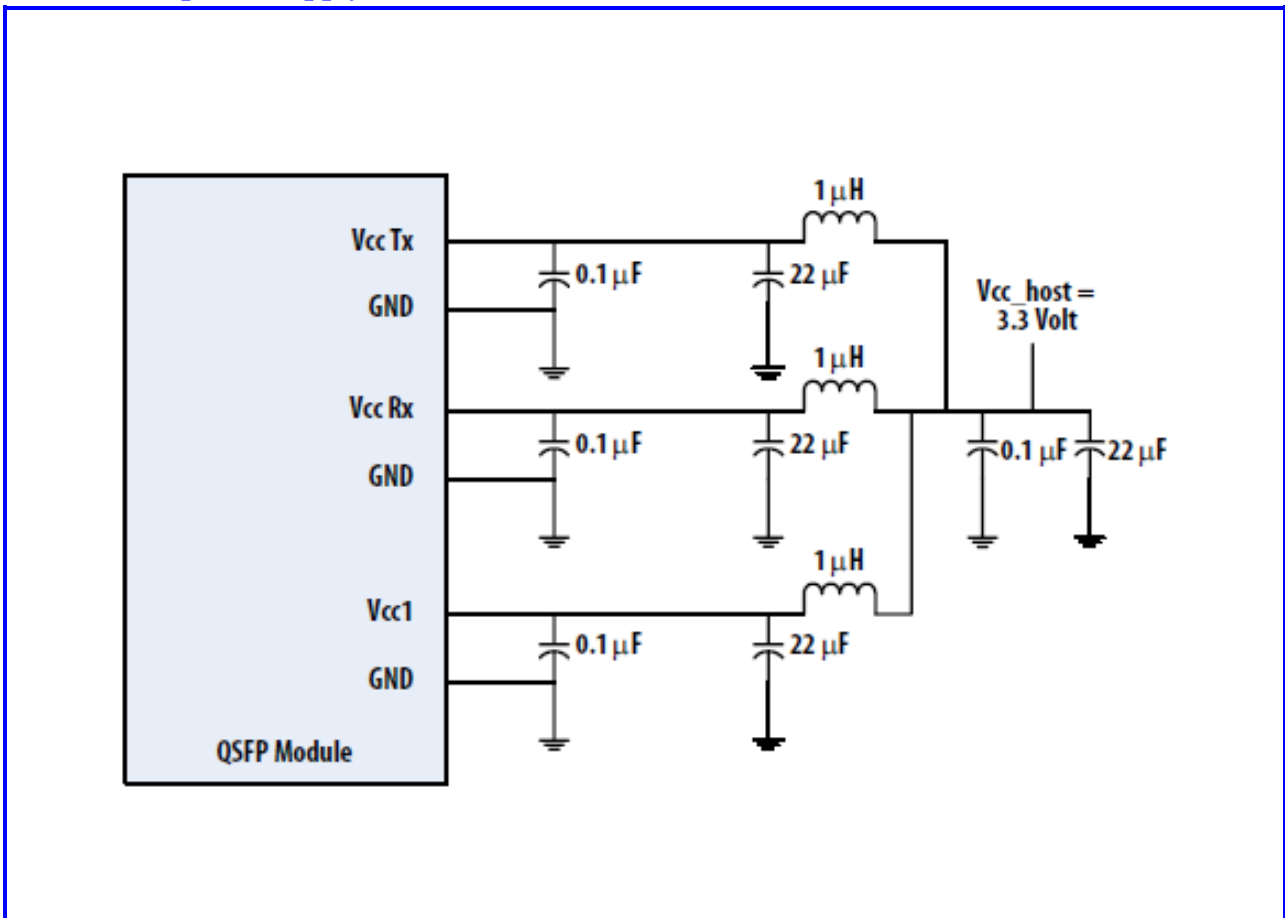 1 μH
Vcc Tx
0.1 μF
22 μF
GND
Vcc_host =
3.3 Volt
1 μH
Vcc Rx
0.1 μF
22 μF
0.1 μF
22 μF
GND
1 μH
Vcc1
0.1 μF
22 μF
GND
QSFP Module